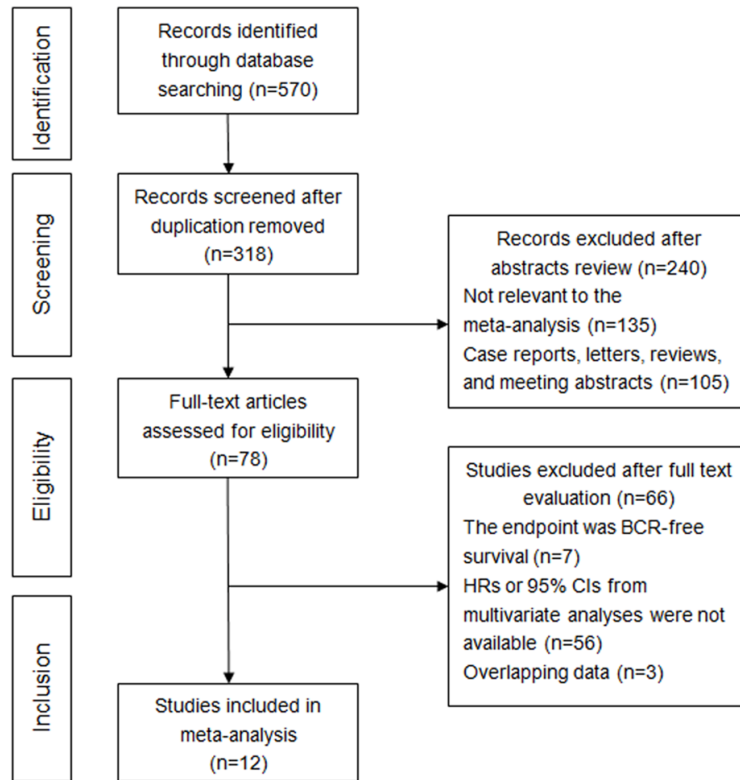 Identification
Records identified
through database
searching (n=570)
Screening
Records screened after
duplication removed
(n=318)
Records excluded after
abstracts review (n=240)
Not relevant to the
meta-analysis (n=135)
Case reports, letters, reviews,
and meeting abstracts (n=105)
Eligibility
Full-text articles
assessed for eligibility
(n=78)
Studies excluded after full text
evaluation (n=66)
The endpoint was BCR-free
survival (n=7)
HRs or 95% CIs from
multivariate analyses were not
available (n=56)
Overlapping data (n=3)
Inclusion
Studies included in
meta-analysis
(n=12)